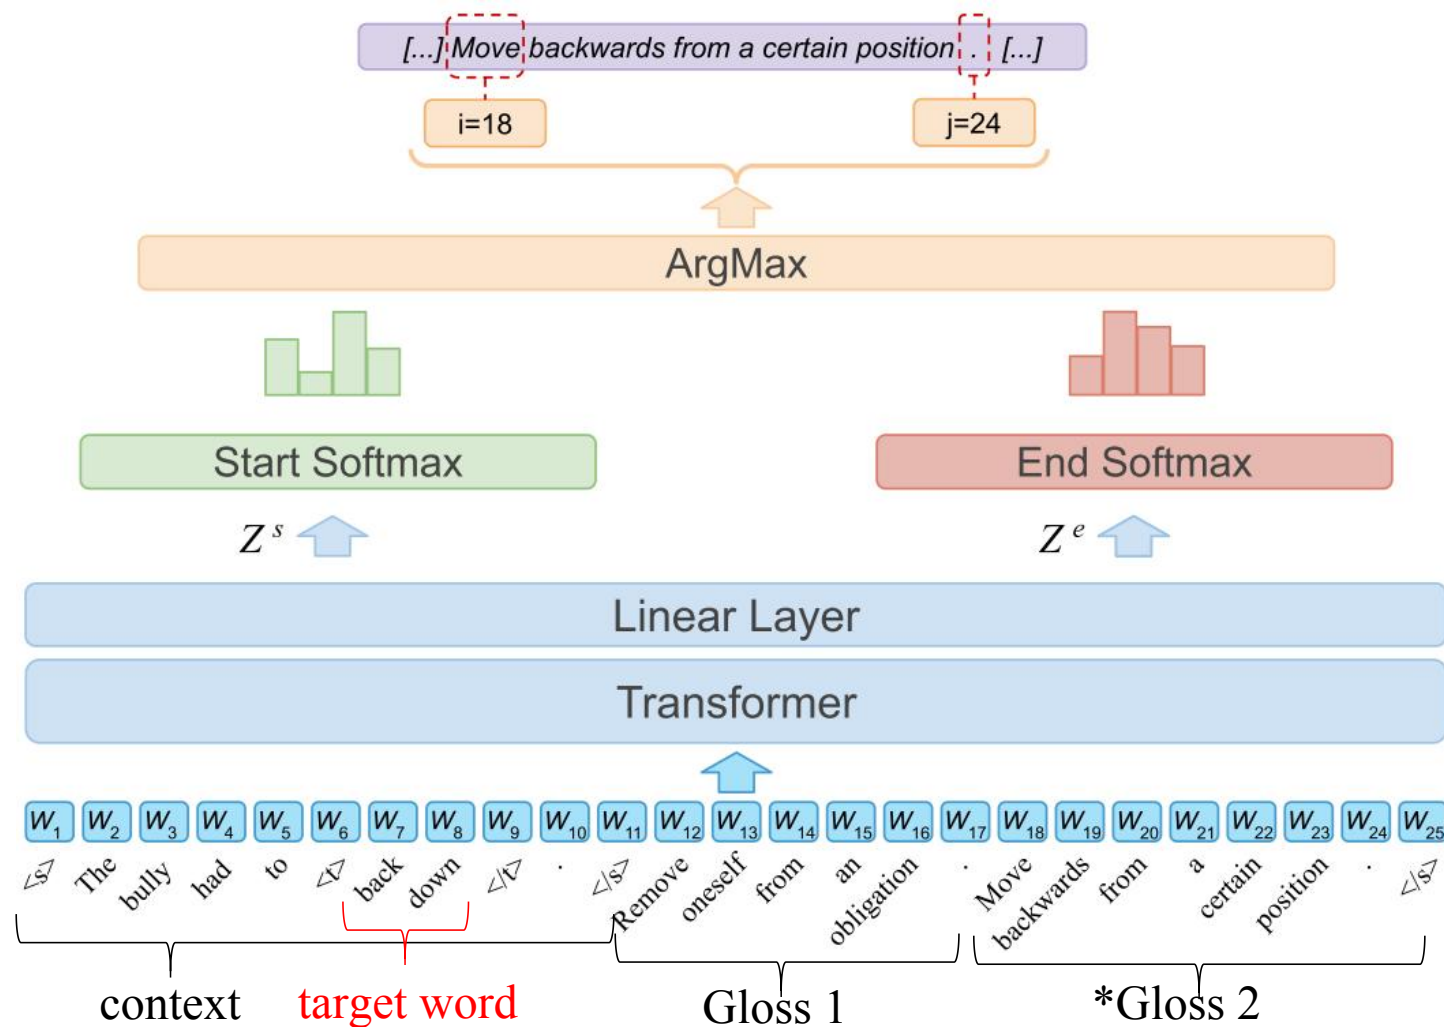 [...] Move backwards from a certain position . [...]
i=18 j=24
ArgMax
Start Softmax End Softmax
Z s Z e
Linear Layer
Transformer
W1 W2 W3 W4 W5 W6 W7 W8 W9 W10 W11 W12 W13 W14 W15 W16 W17 W18 W19 W20 W21 W22 W23 W24 W25
<s> The bully had to <t> back down </t> . </s> Remove oneself from an obligation . Move backwards from a certain position . </s>
context target word Gloss 1 *Gloss 2